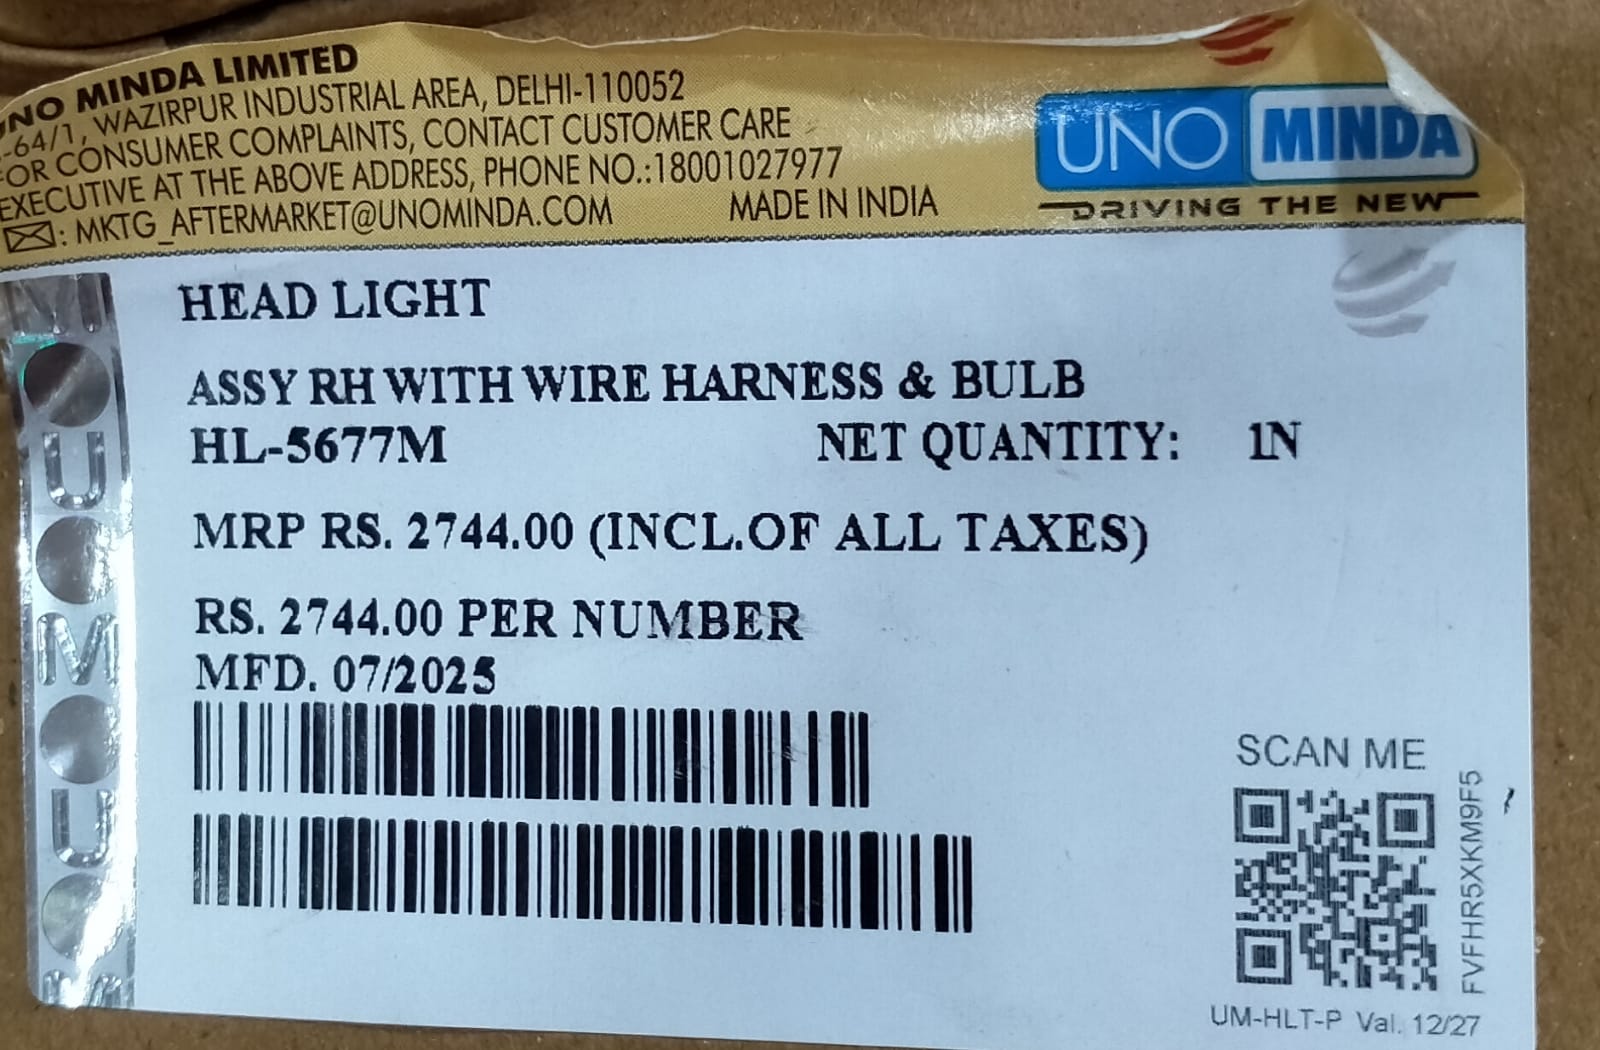 UNO MINDA LIMITED
-64/1, WAZIRPUR INDUSTRIAL AREA, DELHI-110052
FOR CONSUMER COMPLAINTS, CONTACT CUSTOMER CARE
EXECUTIVE AT THE ABOVE ADDRESS, PHONE NO.:18001027977
: MKTG_AFTERMARKET@UNOMINDA.COM MADE IN INDIA
UNO MINDA
DRIVING THE NEW
HEAD LIGHT
ASSY RH WITH WIRE HARNESS & BULB
HL-5677M NET QUANTITY: 1N
MRP RS. 2744.00 (INCL.OF ALL TAXES)
RS. 2744.00 PER NUMBER
MFD. 07/2025
SCAN ME
FVFHR5XKM9F5
UM-HLT-P Val. 12/27
U
M
U